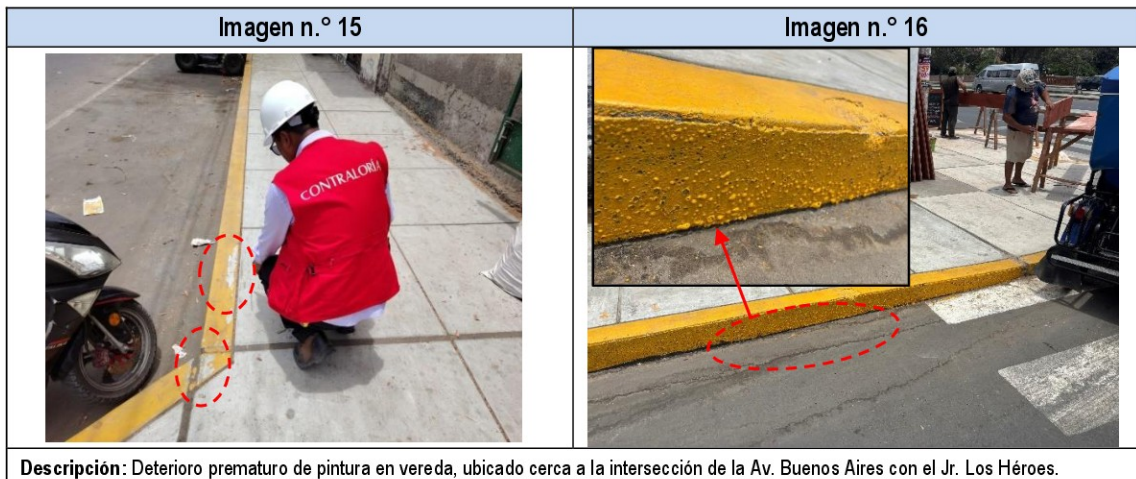 Imagen n.° 15
Imagen n.° 16
CONTRALORÍA
Descripción: Deterioro prematuro de pintura en vereda, ubicado cerca a la intersección de la Av. Buenos Aires con el Jr. Los Héroes.